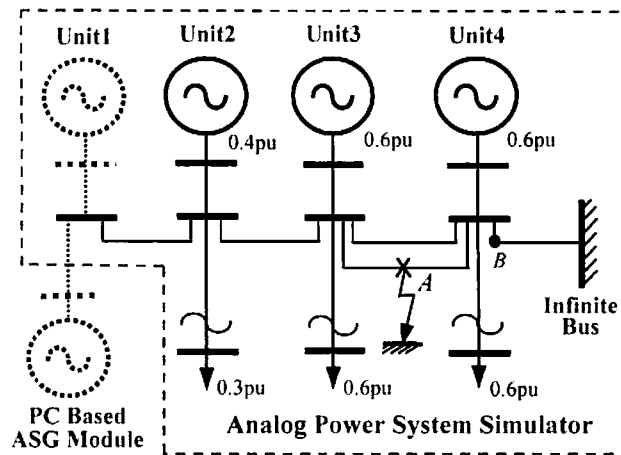 Unit1 Unit2 Unit3 Unit4
0.4pu 0.6pu 0.6pu
A B
Infinite
Bus
0.3pu 0.6pu 0.6pu
PC Based
ASG Module
Analog Power System Simulator